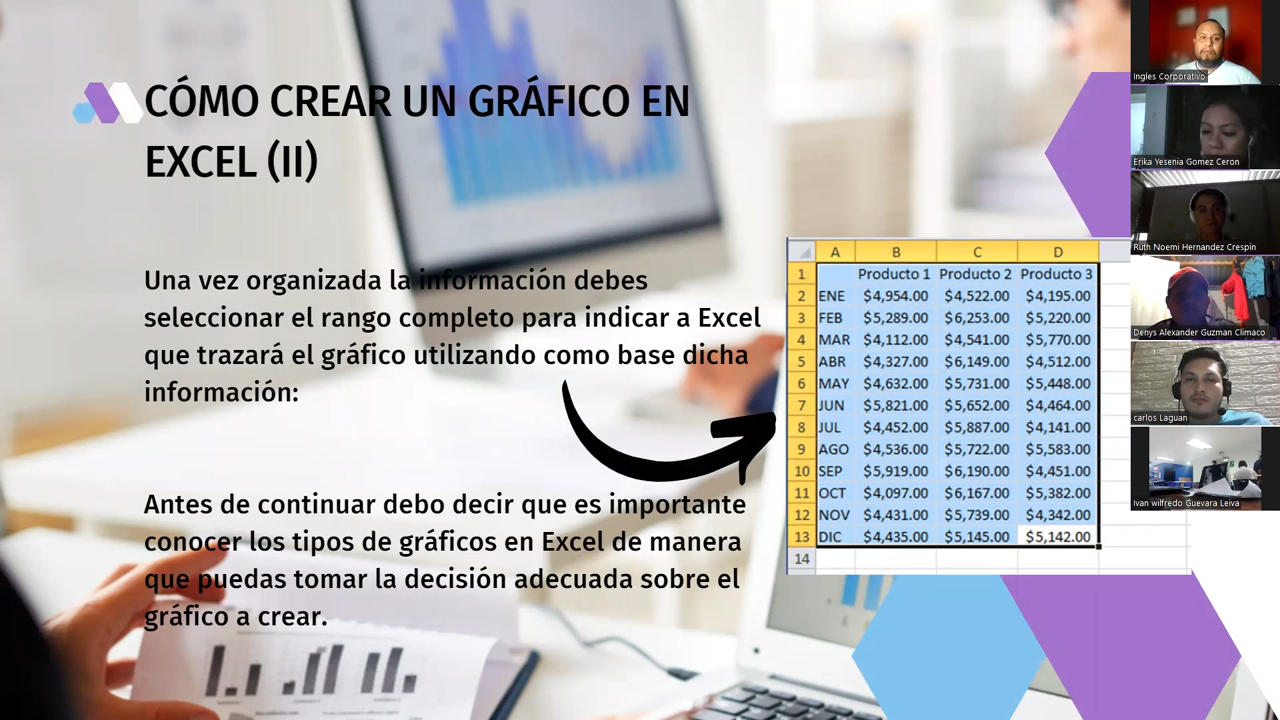 CÓMO CREAR UN GRÁFICO EN
EXCEL (II)
Una vez organizada la información debes
seleccionar el rango completo para indicar a Excel
que trazará el gráfico utilizando como base dicha
información:
Antes de continuar debo decir que es importante
conocer los tipos de gráficos en Excel de manera
que puedas tomar la decisión adecuada sobre el
gráfico a crear.
A B C D
1 Producto 1 Producto 2 Producto 3
2 ENE $4,954.00 $4,522.00 $4,195.00
3 FEB $5,289.00 $6,253.00 $5,220.00
4 MAR $4,112.00 $4,541.00 $5,770.00
5 ABR $4,327.00 $6,149.00 $4,512.00
6 MAY $4,632.00 $5,731.00 $5,448.00
7 JUN $5,821.00 $5,652.00 $4,464.00
8 JUL $4,452.00 $5,887.00 $4,141.00
9 AGO $4,536.00 $5,722.00 $5,583.00
10 SEP $5,919.00 $6,190.00 $4,451.00
11 OCT $4,097.00 $6,167.00 $5,382.00
12 NOV $4,431.00 $5,739.00 $4,342.00
13 DIC $4,435.00 $5,145.00 $5,142.00
14
Ingles Corporativo
Erika Yesenia Gomez Ceron
Ruth Noemi Hernandez Crespin
Denys Alexander Guzman Climaco
carlos Laguan
Ivan wilfredo Guevara Leiva